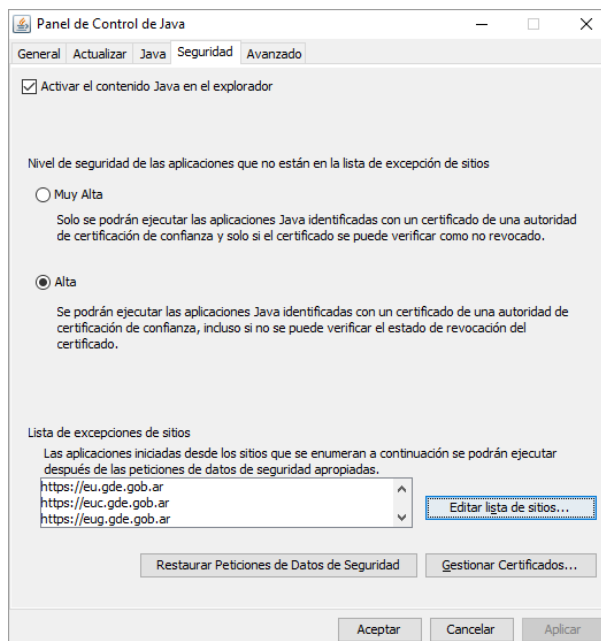 Panel de Control de Java
General Actualizar Java Seguridad Avanzado
Activar el contenido Java en el explorador
Nivel de seguridad de las aplicaciones que no están en la lista de excepción de sitios
Muy Alta
Solo se podrán ejecutar las aplicaciones Java identificadas con un certificado de una autoridad
de certificación de confianza y solo si el certificado se puede verificar como no revocado.
Alta
Se podrán ejecutar las aplicaciones Java identificadas con un certificado de una autoridad de
certificación de confianza, incluso si no se puede verificar el estado de revocación del
certificado.
Lista de excepciones de sitios
Las aplicaciones iniciadas desde los sitios que se enumeran a continuación se podrán ejecutar
después de las peticiones de datos de seguridad apropiadas.
https://eu.gde.gob.ar
https://euc.gde.gob.ar
https://eug.gde.gob.ar
Editar lista de sitios...
Restaurar Peticiones de Datos de Seguridad Gestionar Certificados...
Aceptar Cancelar Aplicar